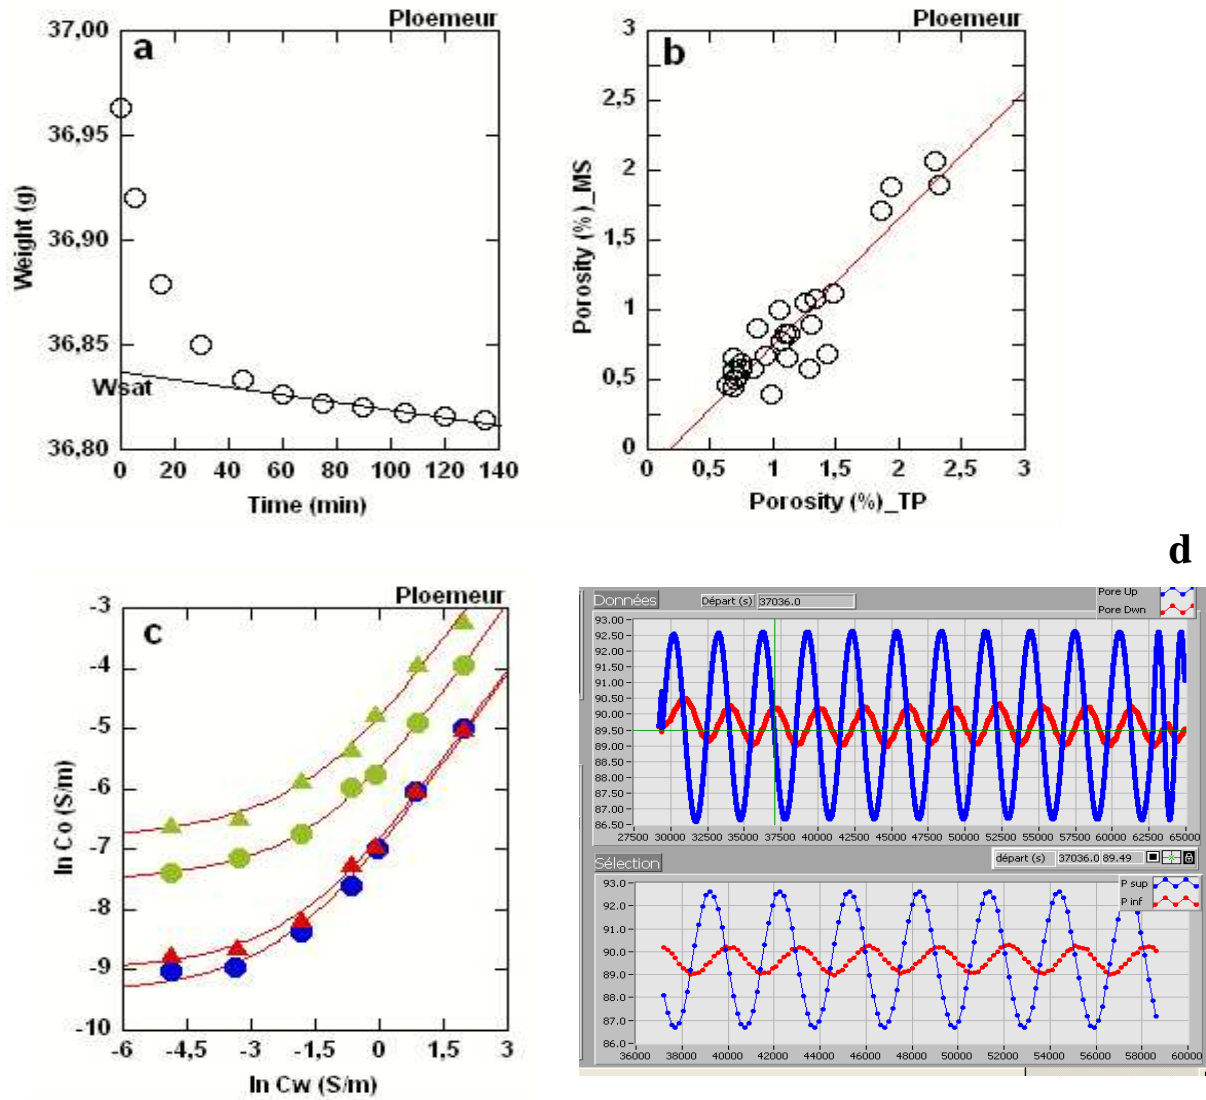 Ploemeur
a
37,00
36,95
36,90
36,85
36,80
Weight (g)
Wsat
0 20 40 60 80 100 120 140
Time (min)
Ploemeur
b
3
2,5
2
1,5
1
0,5
0
Porosity (%)_MS
0 0,5 1 1,5 2 2,5 3
Porosity (%)_TP
Ploemeur
c
-3
-4
-5
-6
-7
-8
-9
-10
ln Co (S/m)
-6 -4,5 -3 -1,5 0 1,5 3
ln Cw (S/m)
d
Données
Départ (s) 37036.0
Pore Up
Pore Dwn
93.00
92.50
92.00
91.50
91.00
90.50
90.00
89.50
89.00
88.50
88.00
87.50
87.00
86.50
27500 30000 32500 35000 37500 40000 42500 45000 47500 50000 52500 55000 57500 60000 62500 65000
Sélection
départ (s) 37036.0 89.49
P sup
P inf
93.0
92.0
91.0
90.0
89.0
88.0
87.0
86.0
36000 38000 40000 42000 44000 46000 48000 50000 52000 54000 56000 58000 60000